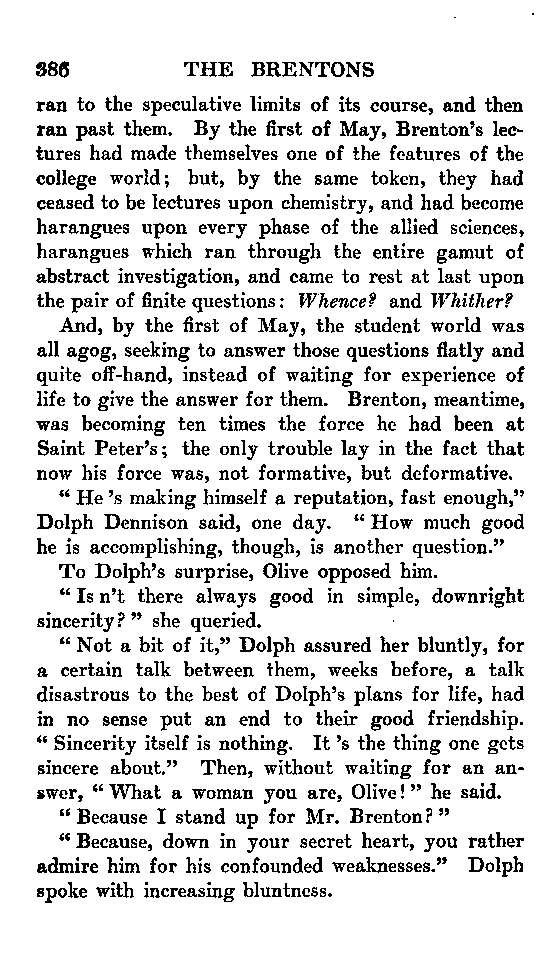 386 THE BRENTONS
ran to the speculative limits of its course, and then
ran past them. By the first of May, Brenton's lec-
tures had made themselves one of the features of the
college world; but, by the same token, they had
ceased to be lectures upon chemistry, and had become
harangues upon every phase of the allied sciences,
harangues which ran through the entire gamut of
abstract investigation, and came to rest at last upon
the pair of finite questions: Whence? and Whither?
And, by the first of May, the student world was
all agog, seeking to answer those questions flatly and
quite off-hand, instead of waiting for experience of
life to give the answer for them. Brenton, meantime,
was becoming ten times the force he had been at
Saint Peter's; the only trouble lay in the fact that
now his force was, not formative, but deformative.
" He 's making himself a reputation, fast enough,"
Dolph Dennison said, one day. " How much good
he is accomplishing, though, is another question."
To Dolph's surprise, Olive opposed him.
" Is n't there always good in simple, downright
sincerity? " she queried.
" Not a bit of it," Dolph assured her bluntly, for
a certain talk between them, weeks before, a talk
disastrous to the best of Dolph's plans for life, had
in no sense put an end to their good friendship.
" Sincerity itself is nothing. It 's the thing one gets
sincere about." Then, without waiting for an an-
swer, " What a woman you are, Olive! " he said.
" Because I stand up for Mr. Brenton? "
" Because, down in your secret heart, you rather
admire him for his confounded weaknesses." Dolph
spoke with increasing bluntness.